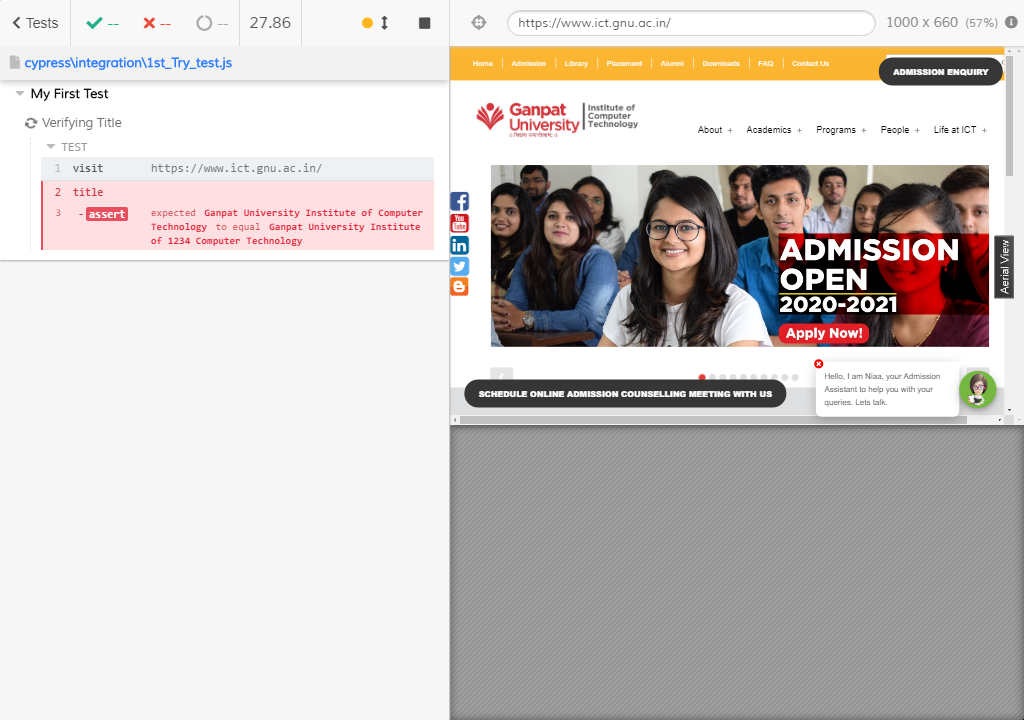 Tests -- -- -- 27.86
https://www.ict.gnu.ac.in/ 1000 x 660 (57%)
cypress\integration\1st_Try_test.js
My First Test
Verifying Title
TEST
1 visit https://www.ict.gnu.ac.in/
2 title
3 - assert expected Ganpat University Institute of Computer
Technology to equal Ganpat University Institute
of 1234 Computer Technology
Home Admission Library Placement Alumni Downloads FAQ Contact Us
ADMISSION ENQUIRY
Ganpat
University
Institute of
Computer
Technology
About + Academics + Programs + People + Life at ICT +
You
Tube
in
ADMISSION
OPEN
2020-2021
Apply Now!
Aerial View
Hello, I am Niaa, your Admission
Assistant to help you with your
queries. Lets talk.
SCHEDULE ONLINE ADMISSION COUNSELLING MEETING WITH US